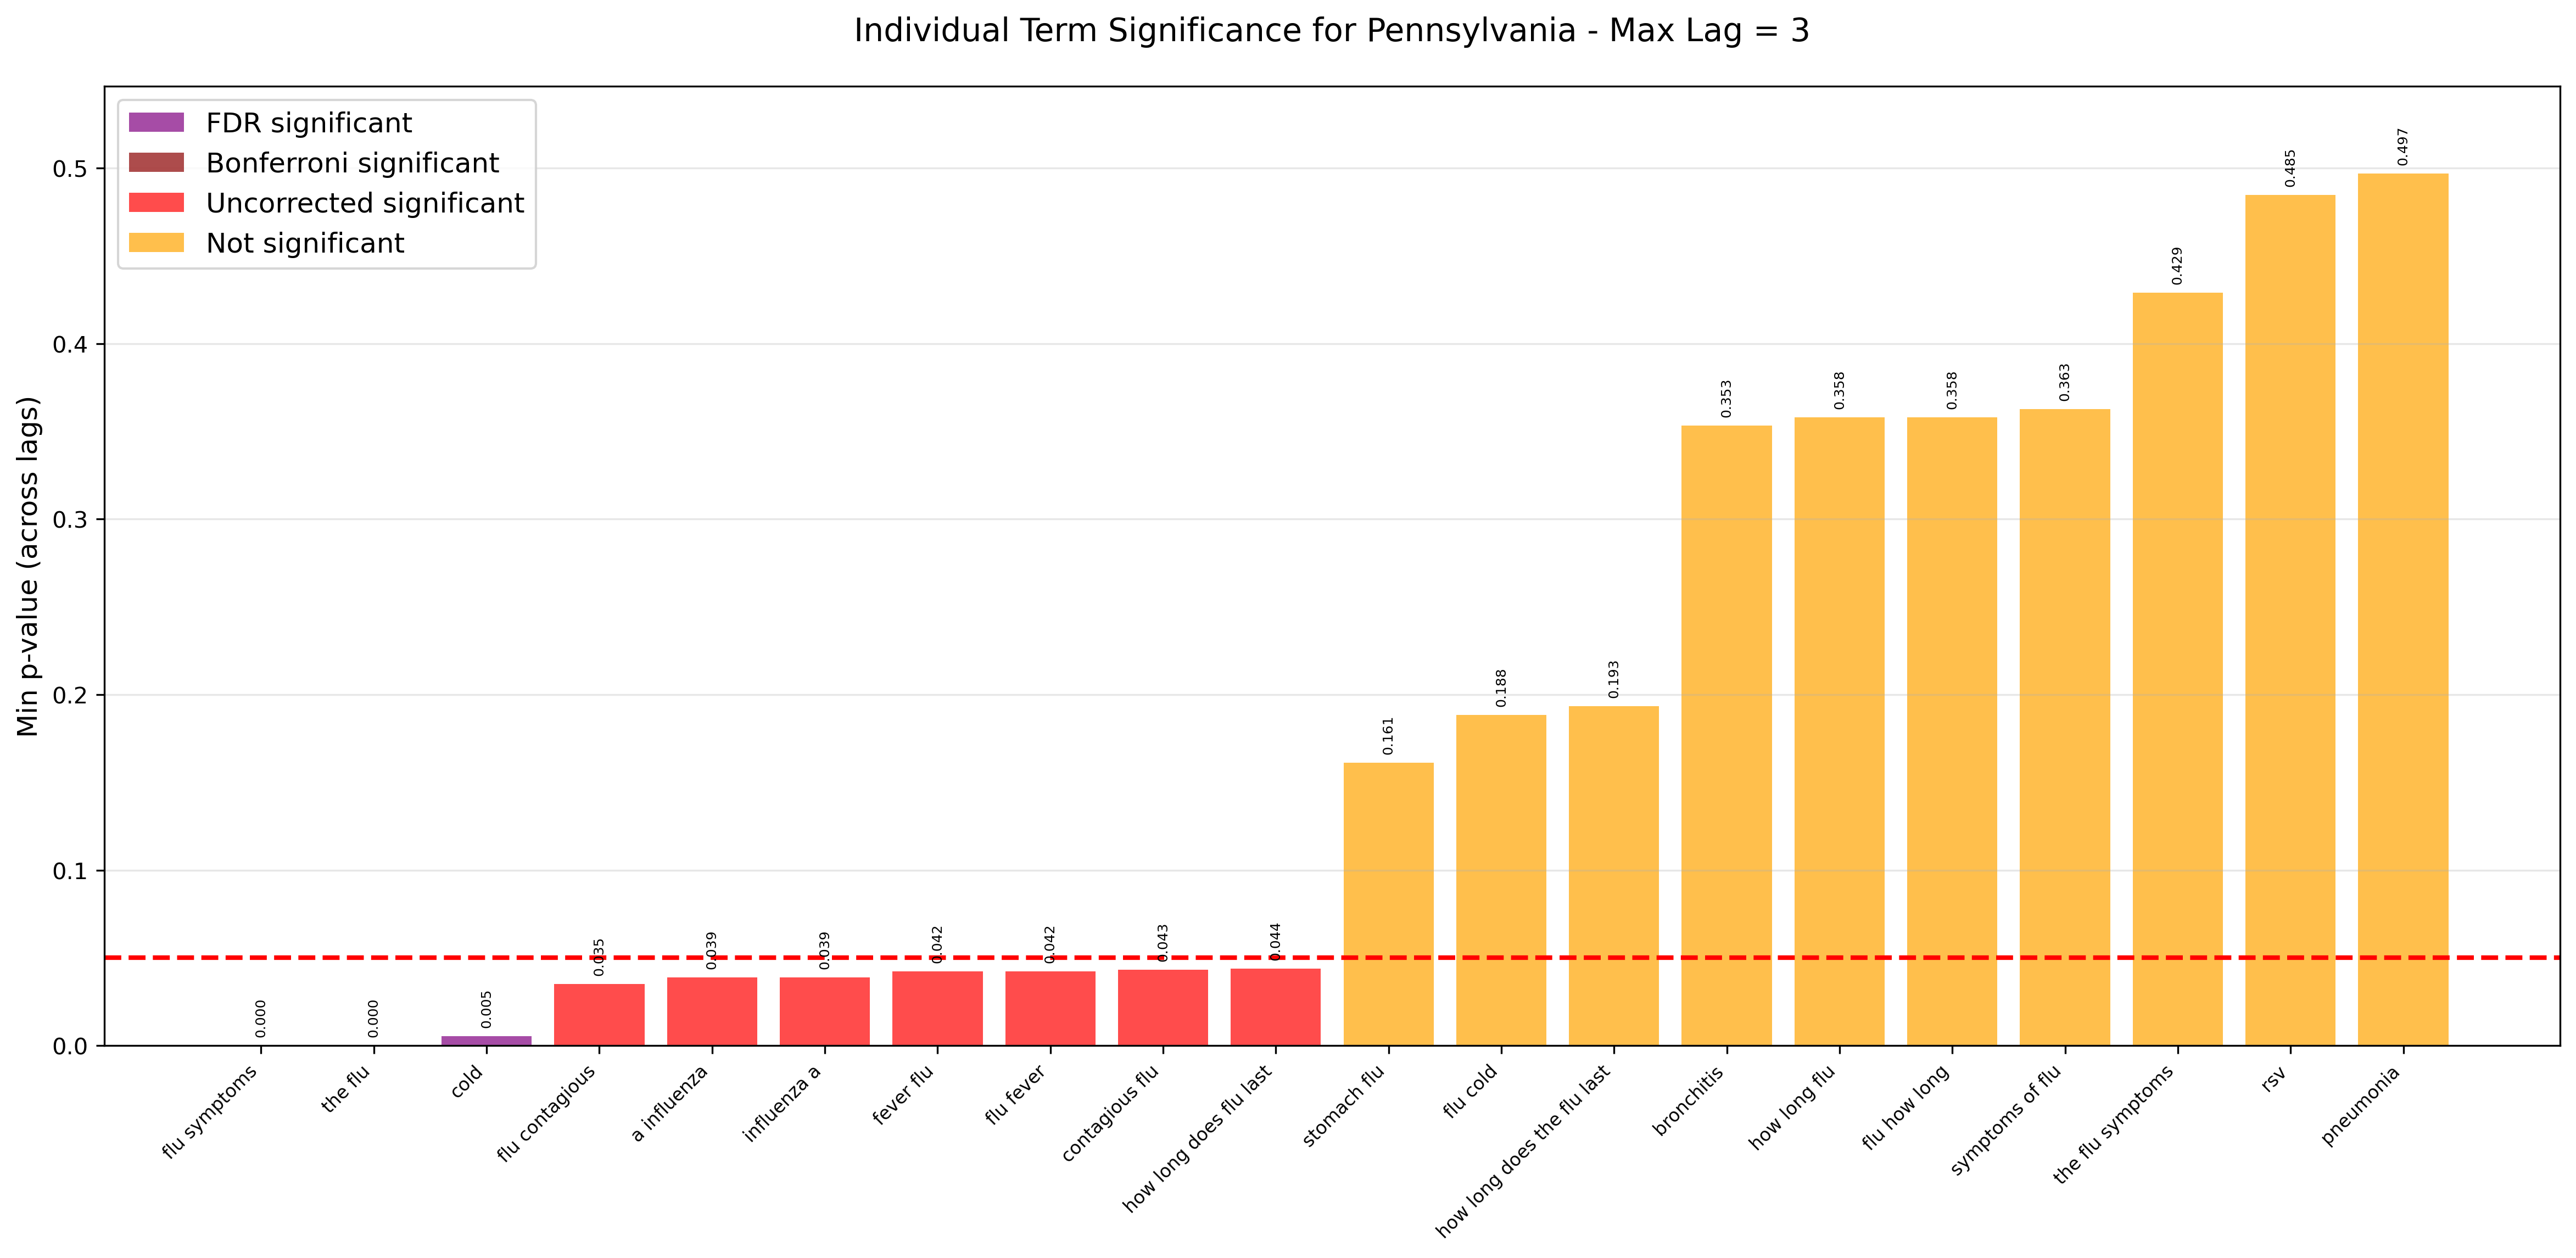 Individual Term Significance for Pennsylvania - Max Lag = 3
FDR significant
Bonferroni significant
Uncorrected significant
Not significant
Min p-value (across lags)
0.5
0.4
0.3
0.2
0.1
0.0
0.000
0.000
0.005
0.035
0.039
0.039
0.042
0.042
0.043
0.044
0.161
0.188
0.193
0.353
0.358
0.358
0.363
0.429
0.485
0.497
flu symptoms
the flu
cold
flu contagious
a influenza
influenza a
fever flu
flu fever
contagious flu
how long does flu last
stomach flu
flu cold
how long does the flu last
bronchitis
how long flu
flu how long
symptoms of flu
the flu symptoms
rsv
pneumonia